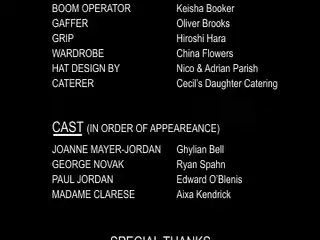 BOOM OPERATOR Keisha Booker
GAFFER Oliver Brooks
GRIP Hiroshi Hara
WARDROBE China Flowers
HAT DESIGN BY Nico & Adrian Parish
CATERER Cecil's Daughter Catering
CAST (IN ORDER OF APPEAREANCE)
JOANNE MAYER-JORDAN Ghylian Bell
GEORGE NOVAK Ryan Spahn
PAUL JORDAN Edward O'Blenis
MADAME CLARESE Aixa Kendrick
SPECIAL THANKS